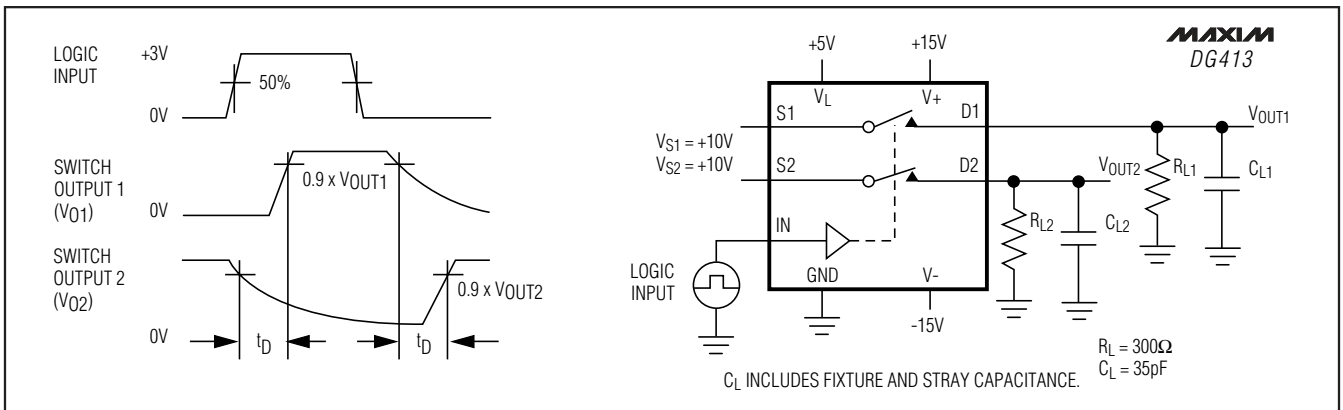 LOGIC
INPUT
+3V
0V
50%
SWITCH
OUTPUT 1
(VO1)
0V
0.9 x VOUT1
SWITCH
OUTPUT 2
(VO2)
0V
0.9 x VOUT2
tD
tD
+5V
+15V
MAXIM
DG413
VL
V+
S1
D1
VOUT1
VS1 = +10V
VS2 = +10V
S2
D2
VOUT2
RL1
CL1
RL2
CL2
IN
LOGIC
INPUT
GND
V-
-15V
RL = 300Ω
CL = 35pF
CL INCLUDES FIXTURE AND STRAY CAPACITANCE.